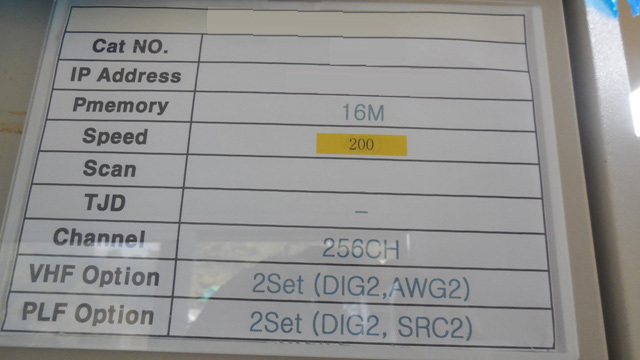 Cat NO.
IP Address
Pmemory 16M
Speed 200
Scan
TJD –
Channel 256CH
VHF Option 2Set (DIG2,AWG2)
PLF Option 2Set (DIG2, SRC2)